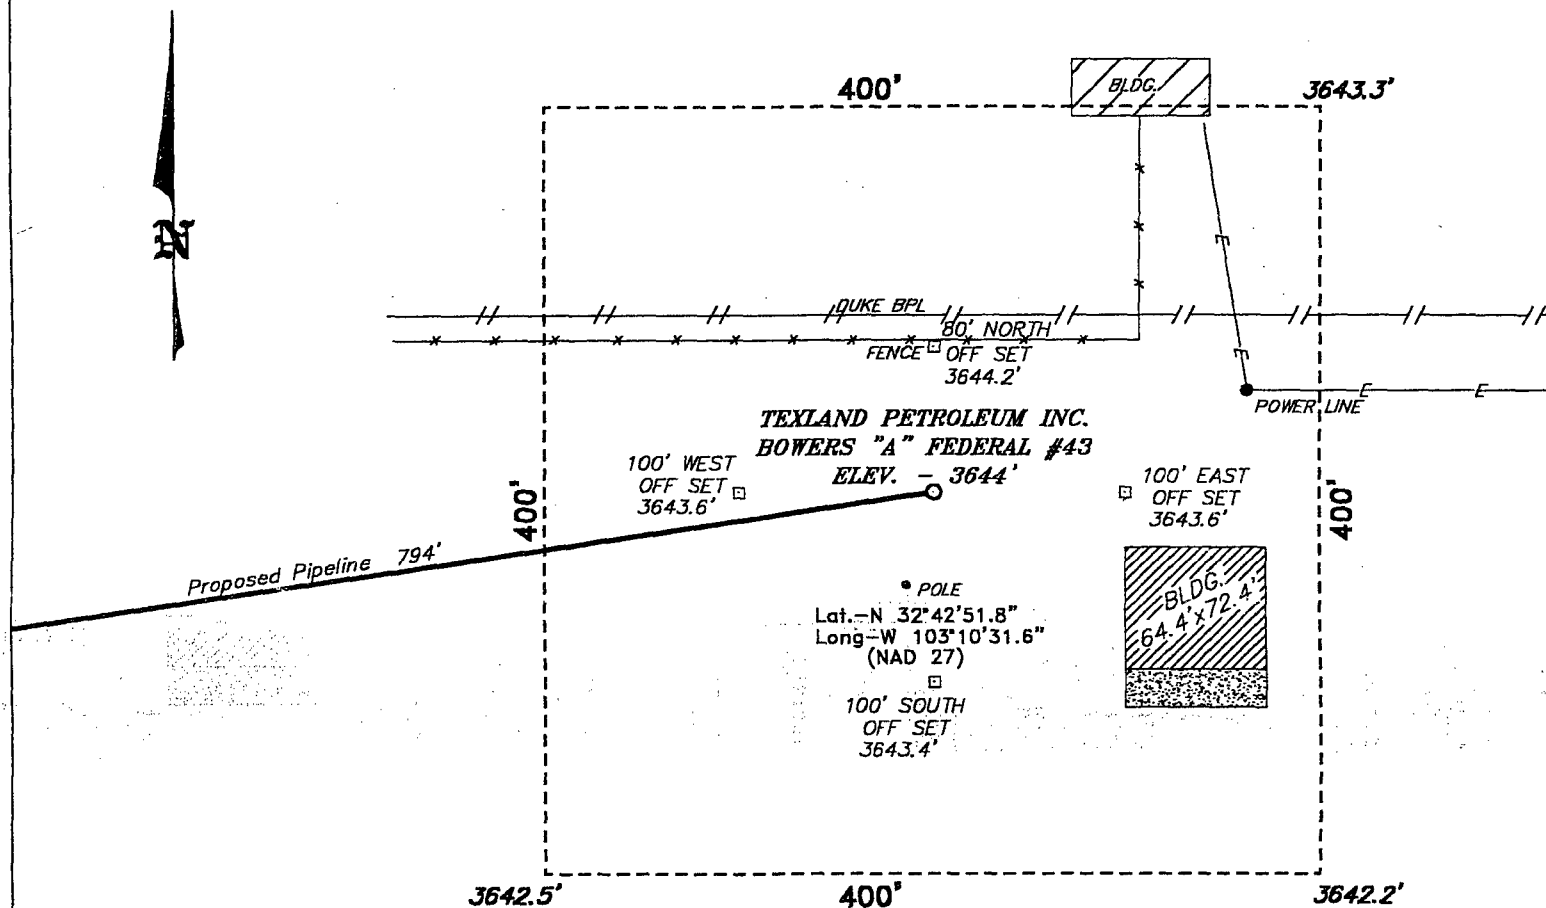 400'
BLDG.
3643.3'
N
DUKE BPL
80' NORTH
FENCE OFF SET
3644.2'
E
E
POWER LINE
E
E
TEXLAND PETROLEUM INC.
BOWERS "A" FEDERAL #43
ELEV. - 3644'
100' WEST
OFF SET
3643.6'
100' EAST
OFF SET
3643.6'
400'
400'
Proposed Pipeline 794'
POLE
Lat.-N 32°42'51.8"
Long-W 103°10'31.6"
(NAD 27)
BLDG.
64.4'x72.4'
100' SOUTH
OFF SET
3643.4'
3642.5'
400'
3642.2'